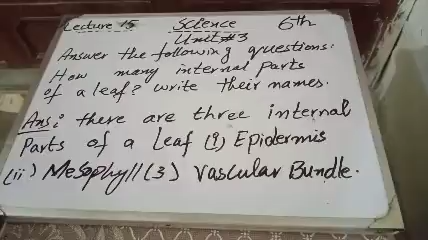 Lecture 15 Science 6th
Unit#3
Answer the following questions:
How many internal Parts
of a leaf? write their names.
Ans: there are three internal
Parts of a leaf (i) Epidermis
(ii) Mesophyll (3) Vascular Bundle.